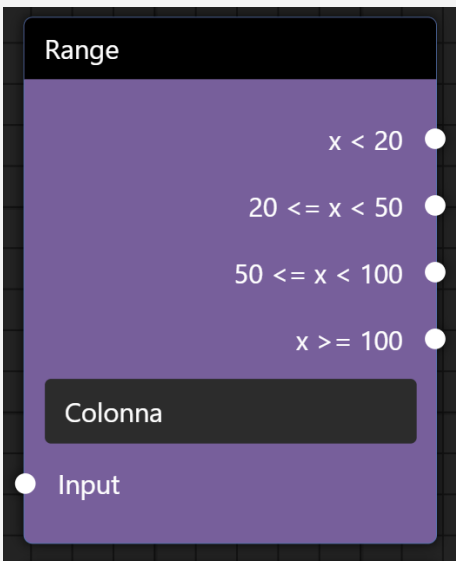 Range
x < 20
20 <= x < 50
50 <= x < 100
x >= 100
Colonna
Input